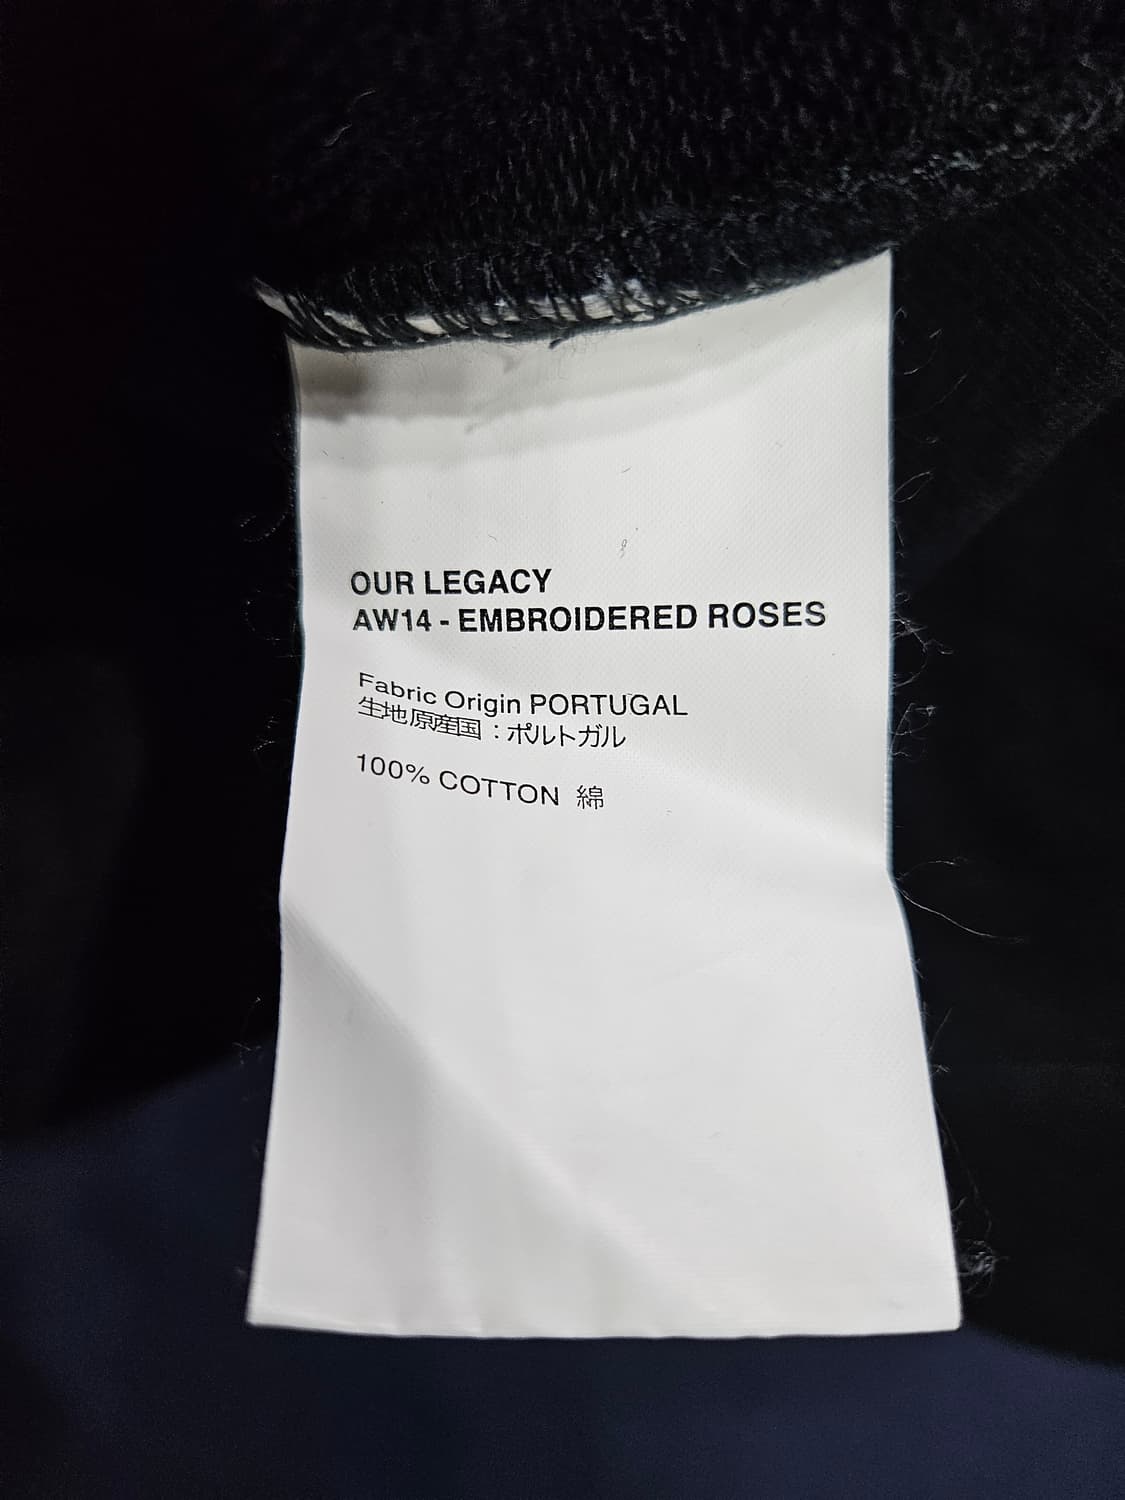 OUR LEGACY
AW14 - EMBROIDERED ROSES
Fabric Origin PORTUGAL
生地原産国：ポルトガル
100% COTTON 綿